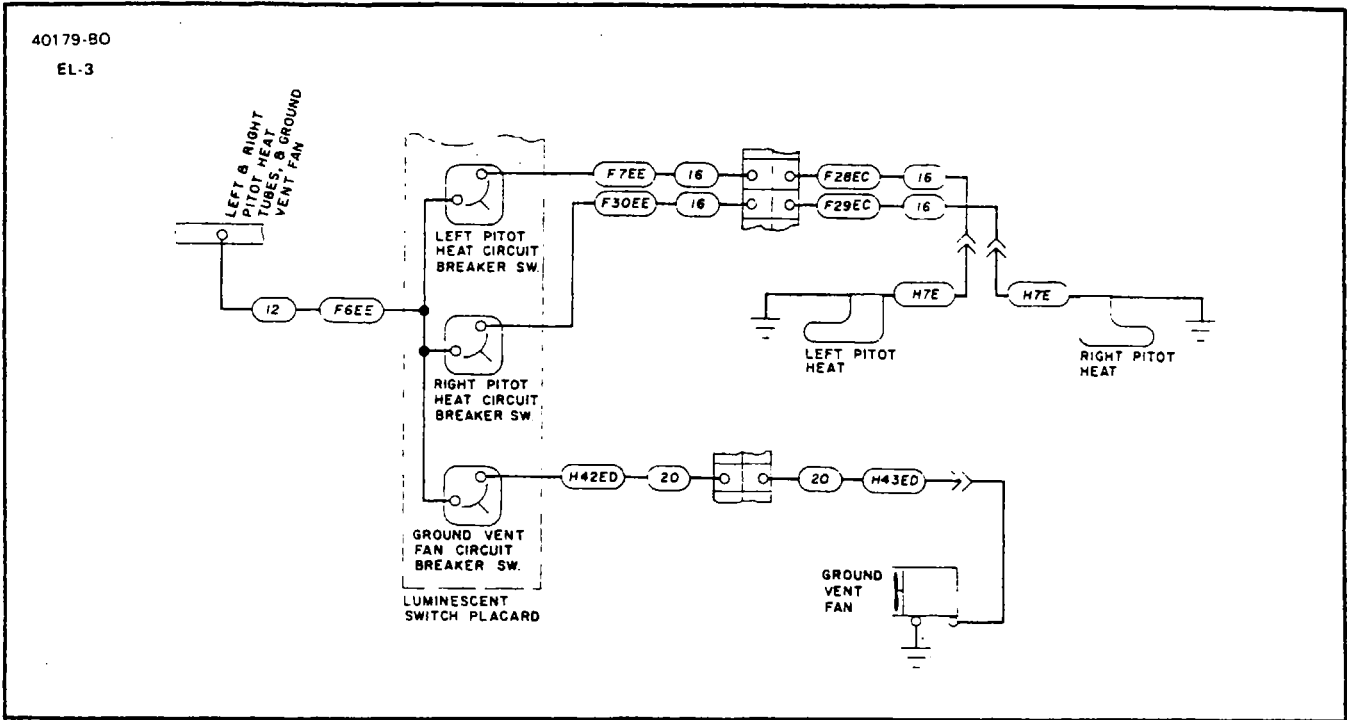 40179-BO
EL-3
LEFT & RIGHT
PITOT HEAT
TUBES, & GROUND
VENT FAN
12
F6EE
LEFT PITOT
HEAT CIRCUIT
BREAKER SW.
F7EE
16
F28EC
16
F30EE
16
F29EC
16
H7E
H7E
LEFT PITOT
HEAT
RIGHT PITOT
HEAT
RIGHT PITOT
HEAT CIRCUIT
BREAKER SW.
H42ED
20
20
H43ED
GROUND VENT
FAN CIRCUIT
BREAKER SW.
GROUND
VENT
FAN
LUMINESCENT
SWITCH PLACARD